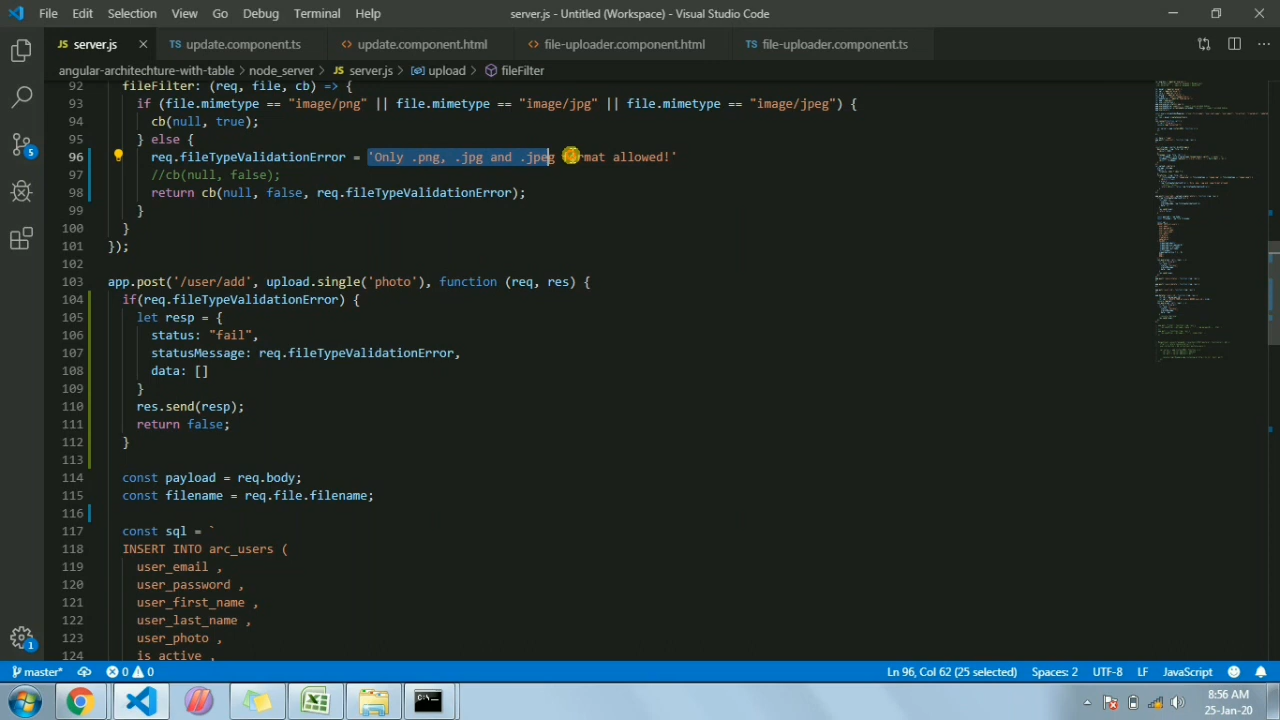 File Edit Selection View Go Debug Terminal Help server.js - Untitled (Workspace) - Visual Studio Code
server.js update.component.ts update.component.html file-uploader.component.html file-uploader.component.ts
angular-architechture-with-table node_server server.js upload fileFilter
92 fileFilter: (req, file, cb) => {
93 if (file.mimetype == "image/png" || file.mimetype == "image/jpg" || file.mimetype == "image/jpeg") {
94 cb(null, true);
95 } else {
96 req.fileTypeValidationError = 'Only .png, .jpg and .jpeg format allowed!'
97 //cb(null, false);
98 return cb(null, false, req.fileTypeValidationError);
99 }
100 }
101 });
102
103 app.post('/user/add', upload.single('photo'), function (req, res) {
104 if(req.fileTypeValidationError) {
105 let resp = {
106 status: "fail",
107 statusMessage: req.fileTypeValidationError,
108 data: []
109 }
110 res.send(resp);
111 return false;
112 }
113
114 const payload = req.body;
115 const filename = req.file.filename;
116
117 const sql = `
118 INSERT INTO arc_users (
119 user_email ,
120 user_password ,
121 user_first_name ,
122 user_last_name ,
123 user_photo ,
124 is_active ,
5
1
master* 0 0 Ln 96, Col 62 (25 selected) Spaces: 2 UTF-8 LF JavaScript
8:56 AM
25-Jan-20